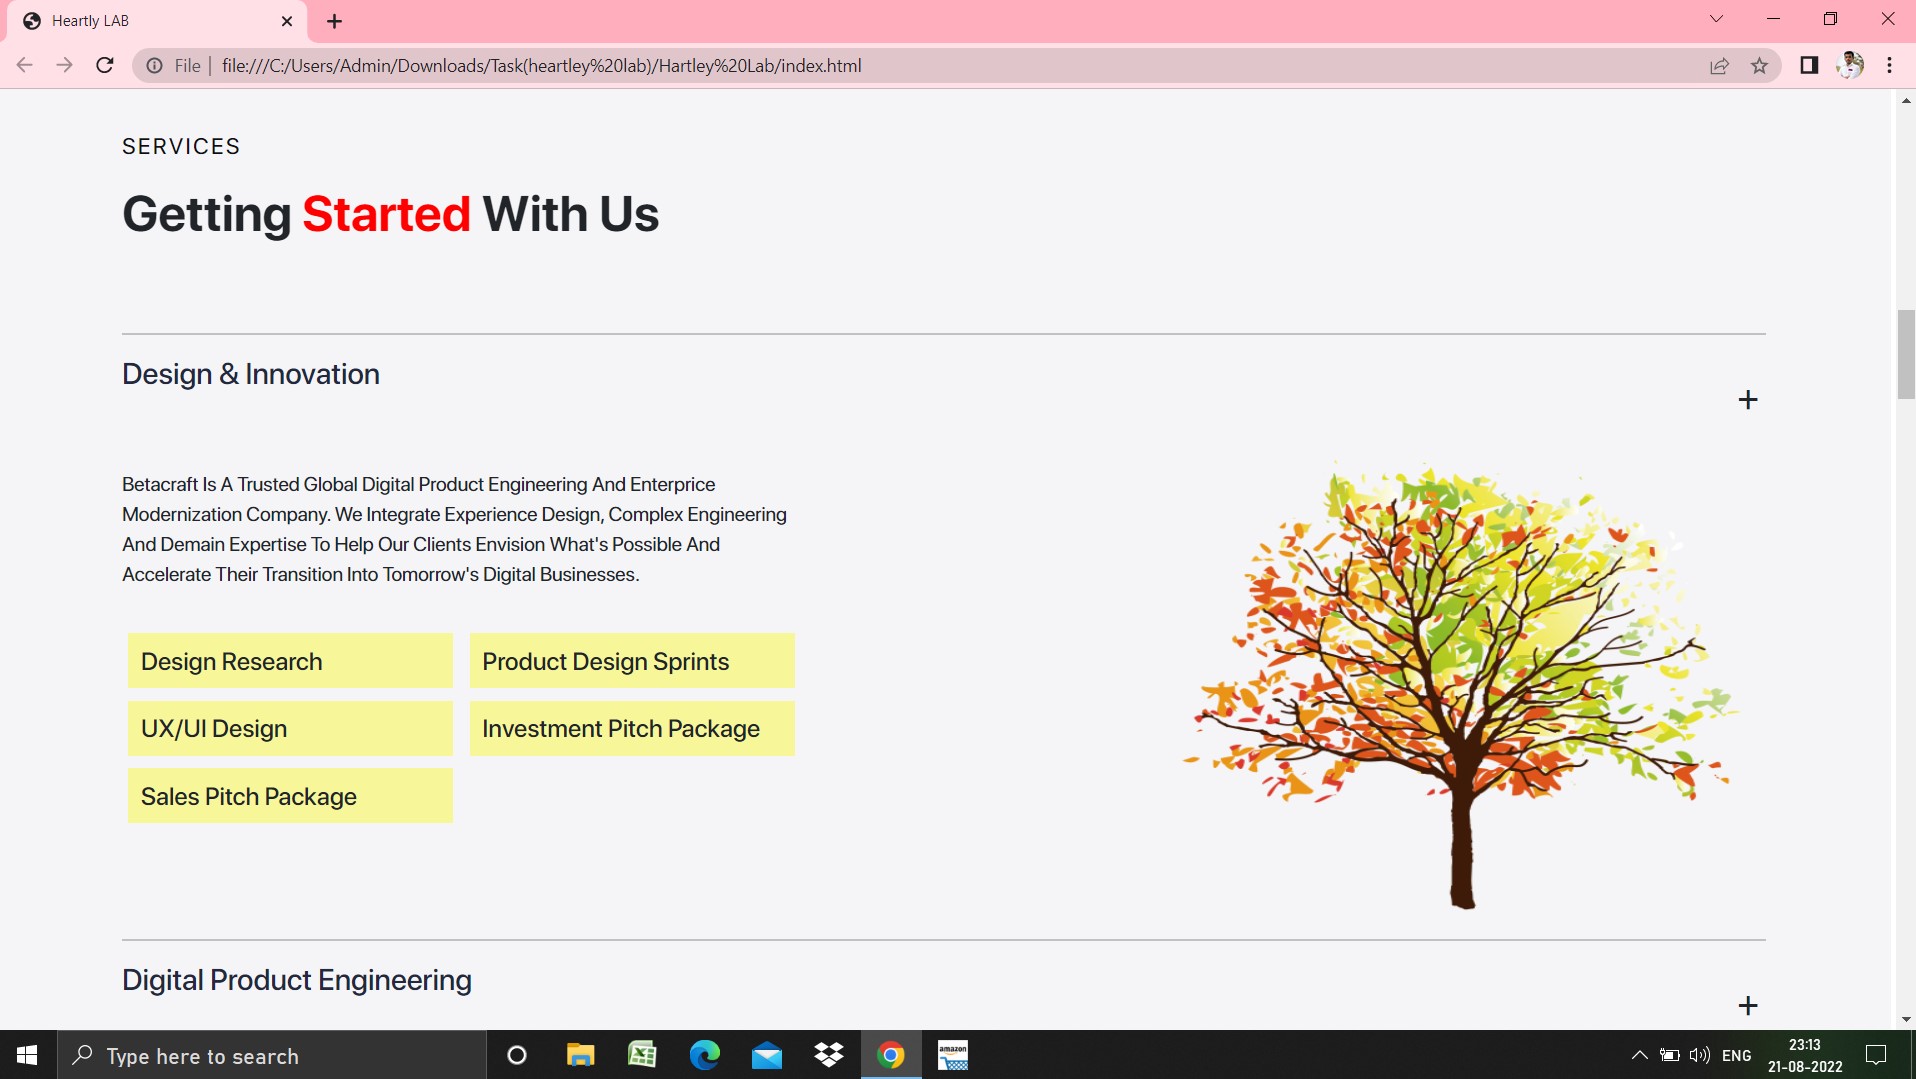 Heartly LAB
File
file:///C:/Users/Admin/Downloads/Task(heartley%20lab)/Hartley%20Lab/index.html
SERVICES
Getting Started With Us
Design & Innovation
+
Betacraft Is A Trusted Global Digital Product Engineering And Enterprice
Modernization Company. We Integrate Experience Design, Complex Engineering
And Demain Expertise To Help Our Clients Envision What's Possible And
Accelerate Their Transition Into Tomorrow's Digital Businesses.
Design Research
Product Design Sprints
UX/UI Design
Investment Pitch Package
Sales Pitch Package
Digital Product Engineering
+
Type here to search
amazon
ENG
23:13
21-08-2022